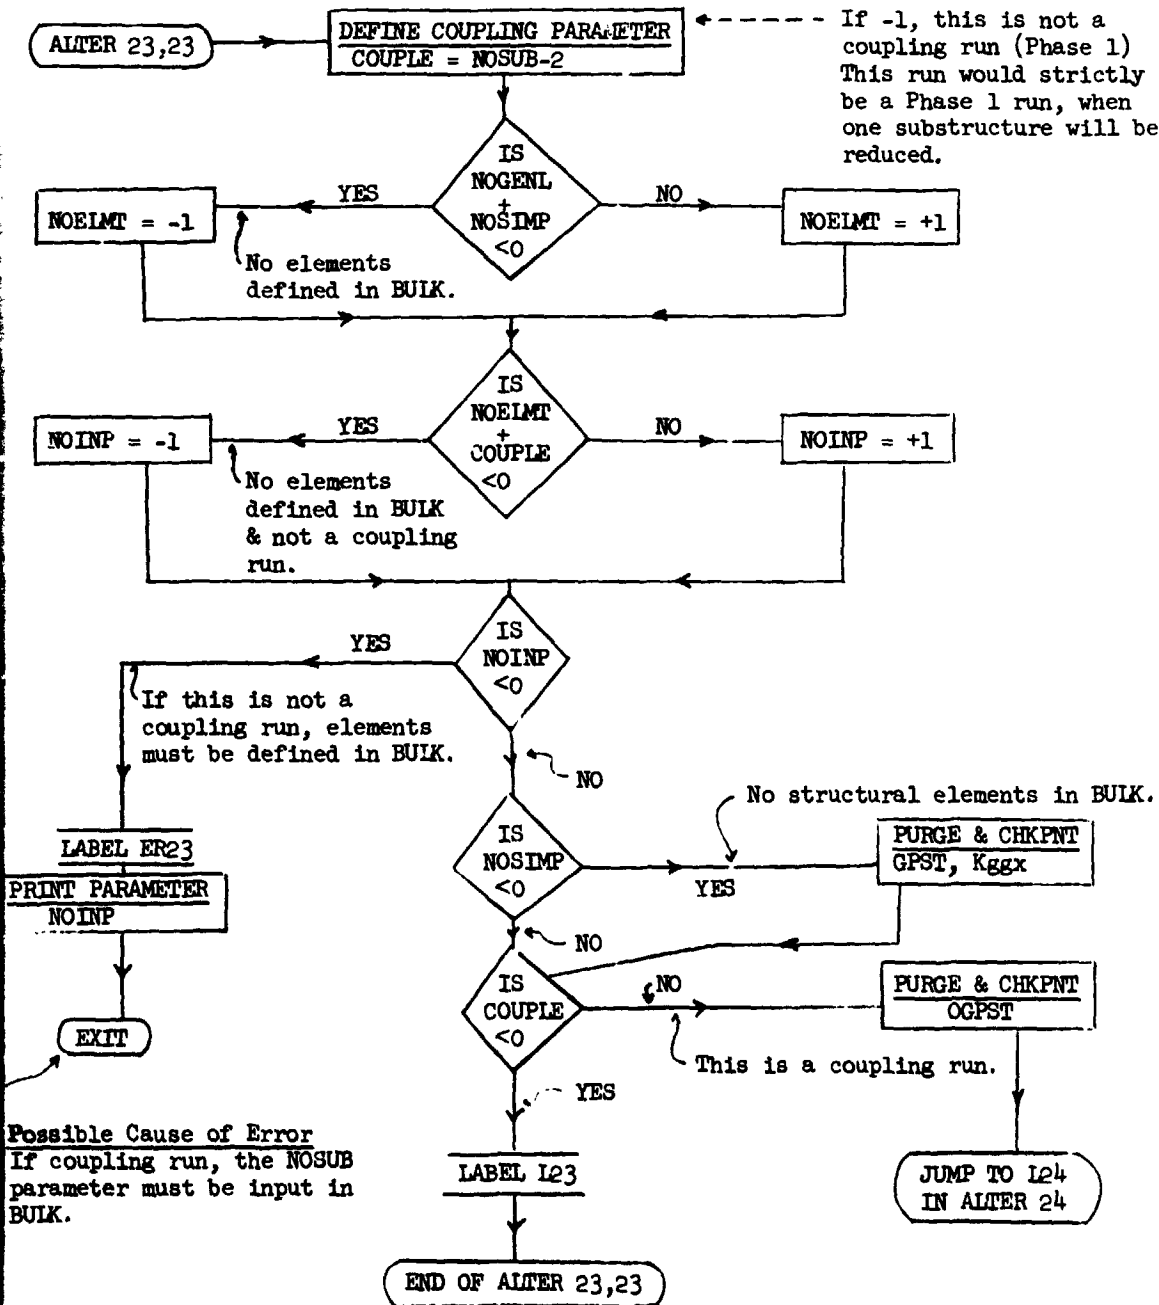 ALTER 23,23
DEFINE COUPLING PARAMETER
COUPLE = NOSUB-2
If -1, this is not a
coupling run (Phase 1)
This run would strictly
be a Phase 1 run, when
one substructure will be
reduced.
IS
NOGENL
+
NOSIMP
<0
YES
NO
NOELMT = -1
NOELMT = +1
No elements
defined in BULK.
IS
NOELMT
+
COUPLE
<0
YES
NO
NOINP = -1
NOINP = +1
No elements
defined in BULK
& not a coupling
run.
IS
NOINP
<0
YES
If this is not a
coupling run, elements
must be defined in BULK.
NO
No structural elements in BULK.
LABEL ER23
PRINT PARAMETER
NOINP
IS
NOSIMP
<0
YES
PURGE & CHKPNT
GPST, Kggx
NO
IS
COUPLE
<0
NO
PURGE & CHKPNT
OGPST
EXIT
This is a coupling run.
YES
Possible Cause of Error
If coupling run, the NOSUB
parameter must be input in
BULK.
LABEL L23
JUMP TO L24
IN ALTER 24
END OF ALTER 23,23